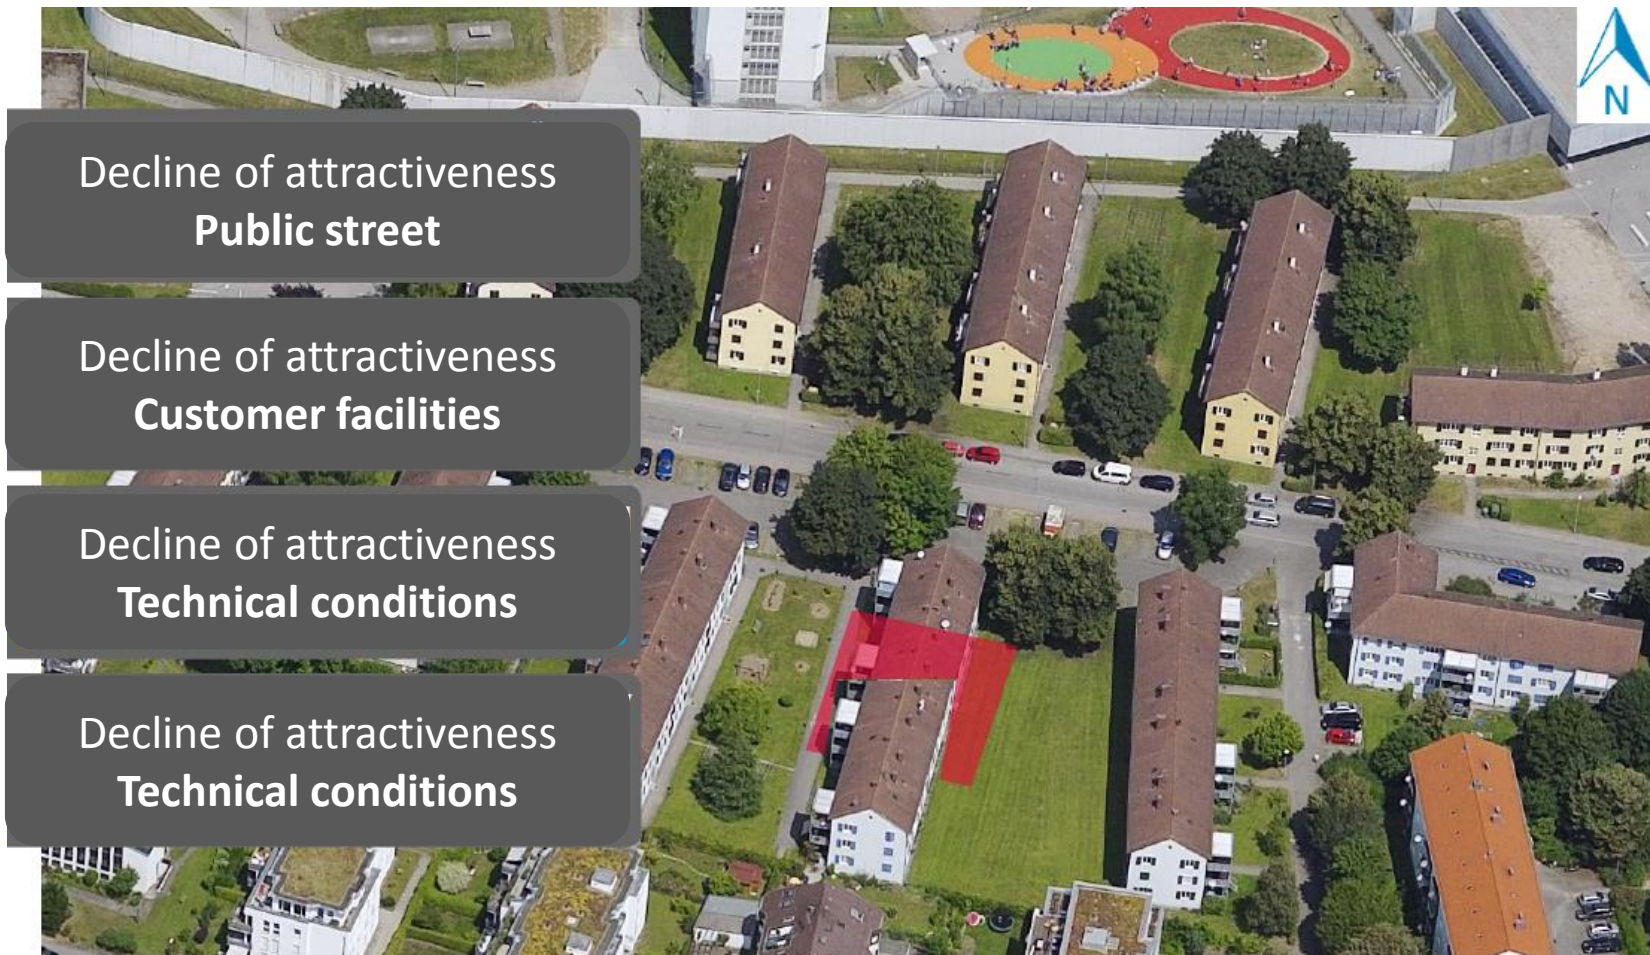 Decline of attractiveness
Public street
Decline of attractiveness
Customer facilities
Decline of attractiveness
Technical conditions
Decline of attractiveness
Technical conditions
N